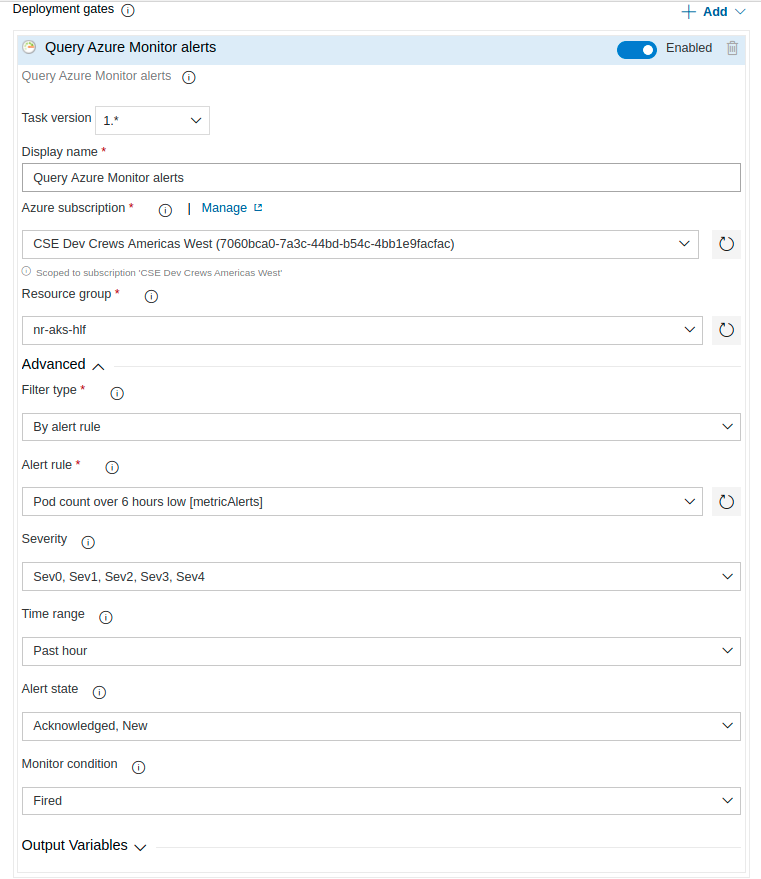 Deployment gates
Add
Query Azure Monitor alerts
Enabled
Query Azure Monitor alerts
Task version
1.*
Display name *
Query Azure Monitor alerts
Azure subscription * | Manage
CSE Dev Crews Americas West (7060bca0-7a3c-44bd-b54c-4bb1e9facfac)
Scoped to subscription 'CSE Dev Crews Americas West'
Resource group *
nr-aks-hlf
Advanced
Filter type *
By alert rule
Alert rule *
Pod count over 6 hours low [metricAlerts]
Severity
Sev0, Sev1, Sev2, Sev3, Sev4
Time range
Past hour
Alert state
Acknowledged, New
Monitor condition
Fired
Output Variables